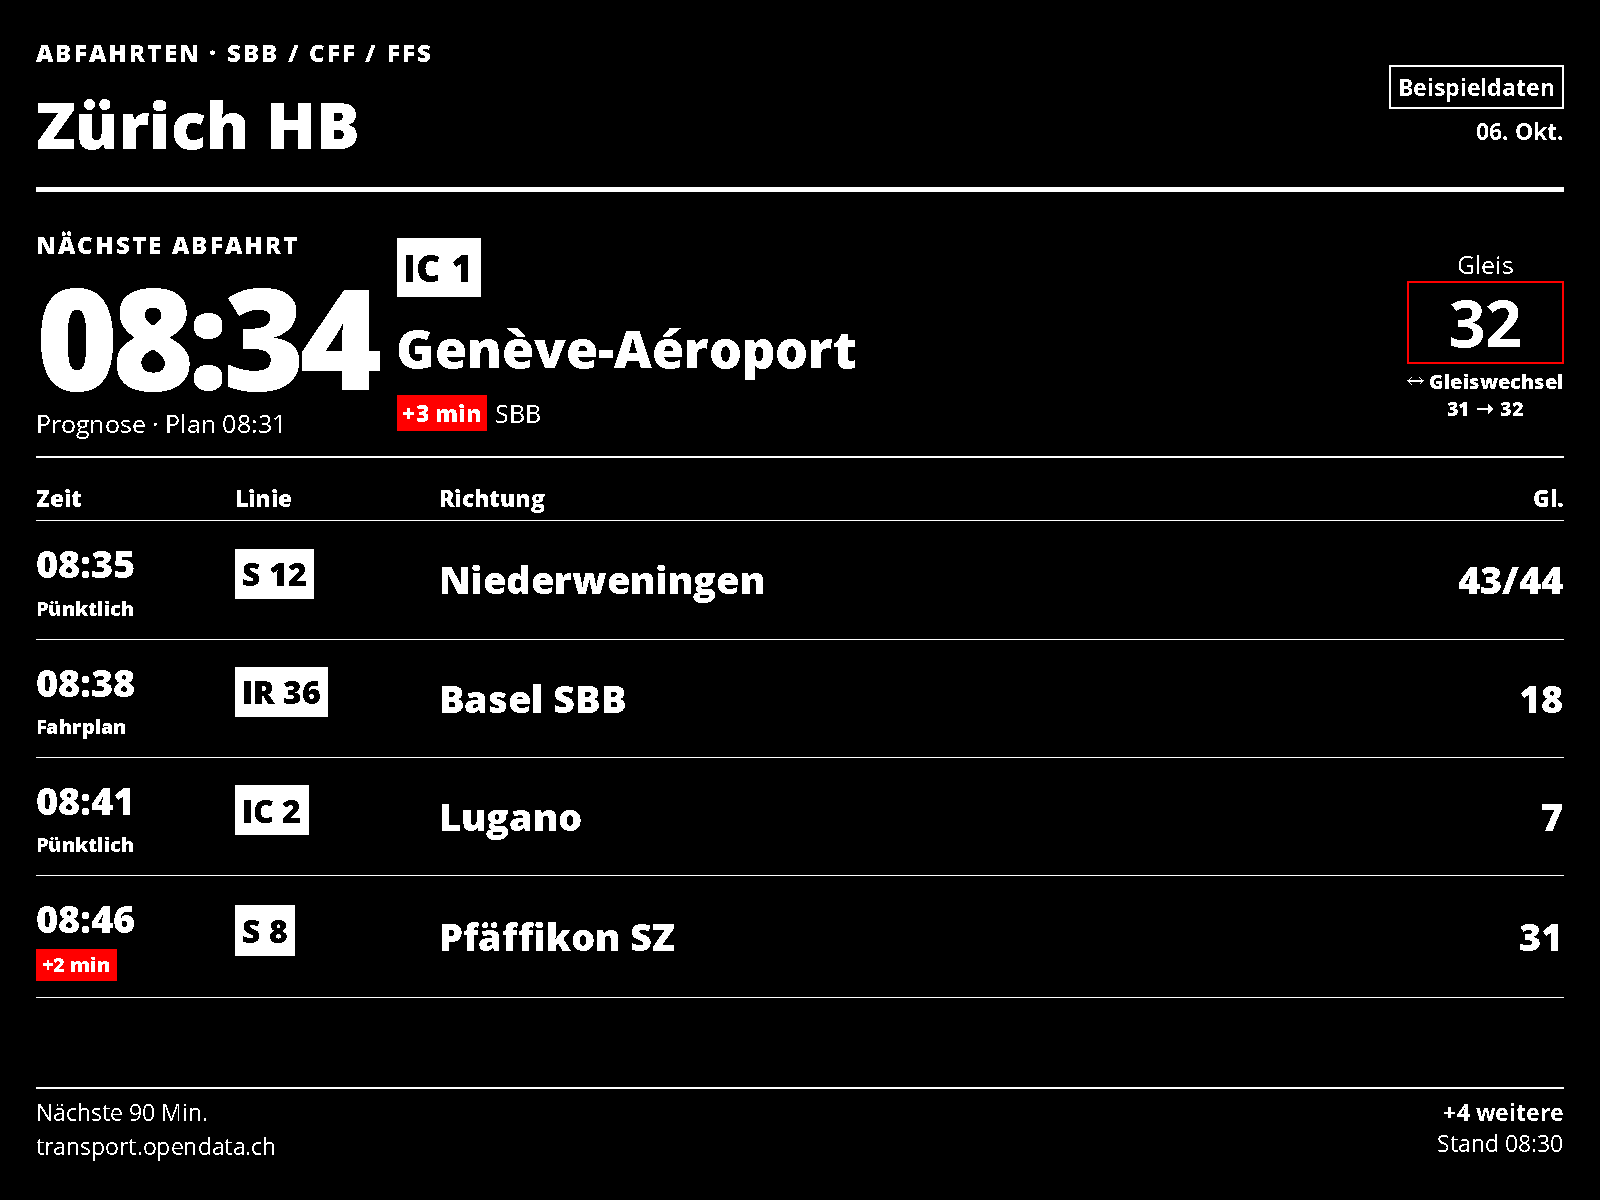 ABFAHRTEN · SBB / CFF / FFS
Zürich HB
Beispieldaten
06. Okt.
NÄCHSTE ABFAHRT
08:34
Prognose · Plan 08:31
IC 1
Genève-Aéroport
+3 min SBB
Gleis
32
↔ Gleiswechsel
31 → 32
Zeit Linie Richtung Gl.
08:35 S 12 Niederweningen 43/44
Pünktlich
08:38 IR 36 Basel SBB 18
Fahrplan
08:41 IC 2 Lugano 7
Pünktlich
08:46 S 8 Pfäffikon SZ 31
+2 min
Nächste 90 Min.
transport.opendata.ch
+4 weitere
Stand 08:30